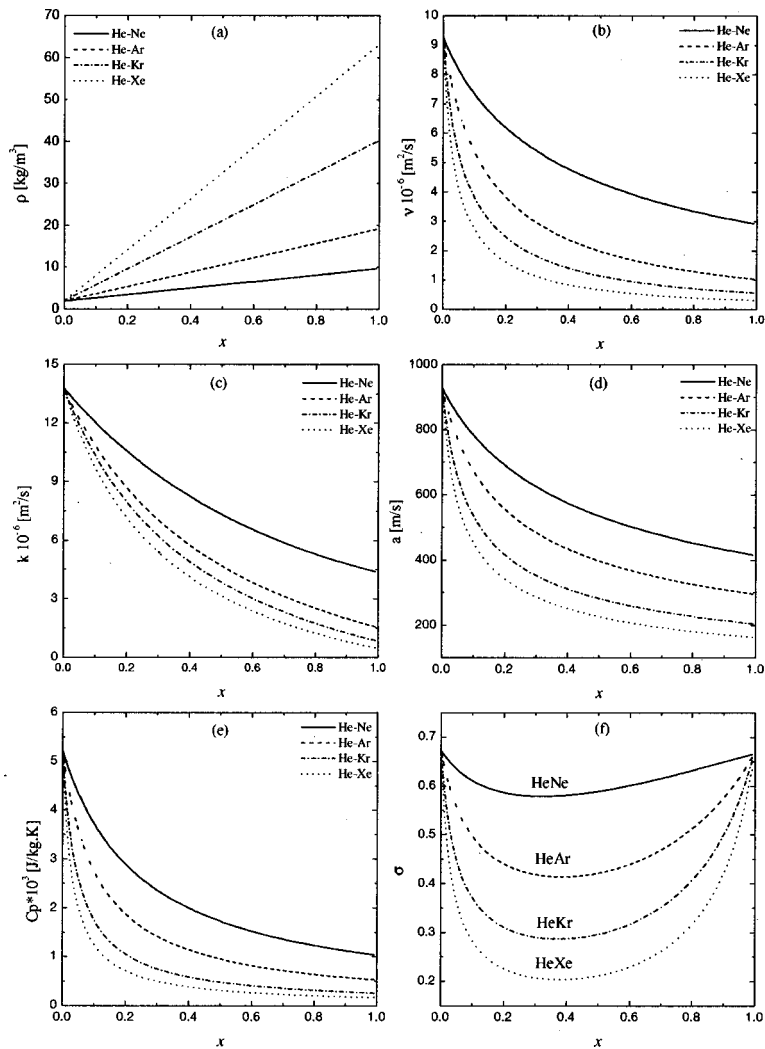 (a)
He-Ne
He-Ar
He-Kr
He-Xe
70
60
50
40
30
20
10
0
ρ [kg/m³]
0.0 0.2 0.4 0.6 0.8 1.0
x
(b)
He-Ne
He-Ar
He-Kr
He-Xe
10
9
8
7
6
5
4
3
2
1
0
ν 10⁻⁶ [m²/s]
0.0 0.2 0.4 0.6 0.8 1.0
x
(c)
He-Ne
He-Ar
He-Kr
He-Xe
15
12
9
6
3
0
k 10⁻⁶ [m²/s]
0.0 0.2 0.4 0.6 0.8 1.0
x
(d)
He-Ne
He-Ar
He-Kr
He-Xe
1000
800
600
400
200
a [m/s]
0.0 0.2 0.4 0.6 0.8 1.0
x
(e)
He-Ne
He-Ar
He-Kr
He-Xe
6
5
4
3
2
1
0
Cp*10³ [J/kg.K]
0.0 0.2 0.4 0.6 0.8 1.0
x
(f)
0.7
0.6
0.5
0.4
0.3
0.2
σ
HeNe
HeAr
HeKr
HeXe
0.0 0.2 0.4 0.6 0.8 1.0
x